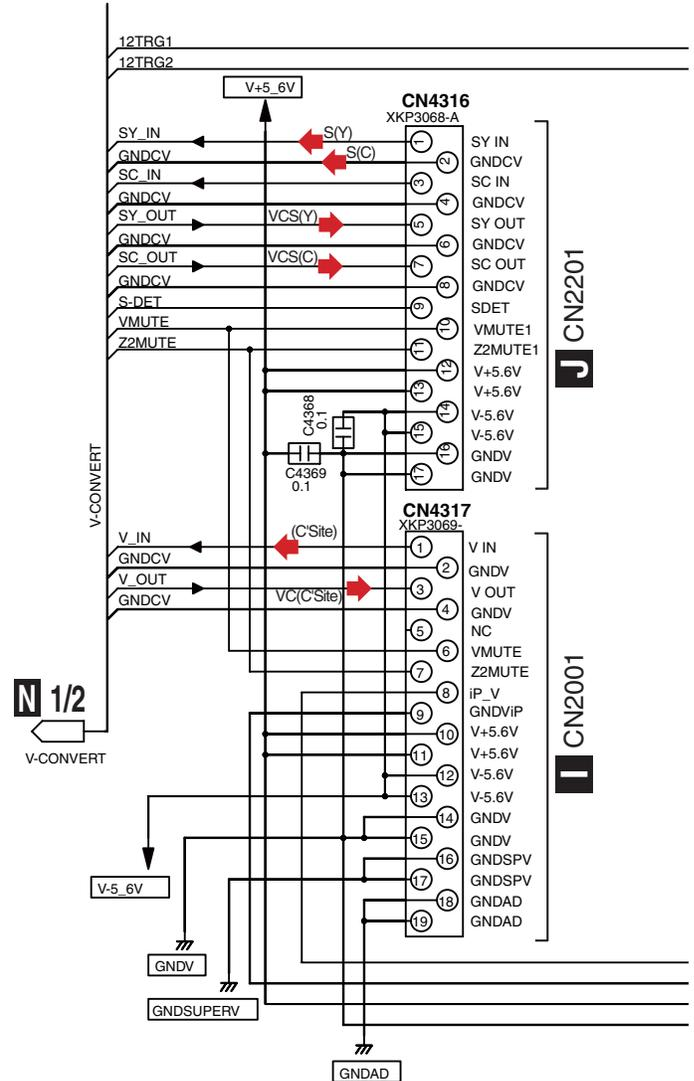 12TRG1
12TRG2
V+5_6V
CN4316
XKP3068-A
SY_IN
S(Y)
1
SY IN
GNDCV
S(C)
2
GNDCV
SC_IN
3
SC IN
GNDCV
4
GNDCV
SY_OUT
VCS(Y)
5
SY OUT
GNDCV
6
GNDCV
SC_OUT
VCS(C)
7
SC OUT
GNDCV
8
GNDCV
S-DET
9
SDET
VMUTE
10
VMUTE1
Z2MUTE
11
Z2MUTE1
12
V+5.6V
13
V+5.6V
14
V-5.6V
15
V-5.6V
16
GNDV
17
GNDV
C4368
0.1
C4369
0.1
J CN2201
V-CONVERT
CN4317
XKP3069-
V_IN
(C'Site)
1
V IN
GNDCV
2
GNDV
V_OUT
VC(C'Site)
3
V OUT
GNDCV
4
GNDV
5
NC
6
VMUTE
7
Z2MUTE
8
iP_V
9
GNDViP
10
V+5.6V
11
V+5.6V
12
V-5.6V
13
V-5.6V
14
GNDV
15
GNDV
16
GNDSPV
17
GNDSPV
18
GNDAD
19
GNDAD
I CN2001
N 1/2
V-CONVERT
V-5_6V
GNDV
GNDSUPERV
GNDAD